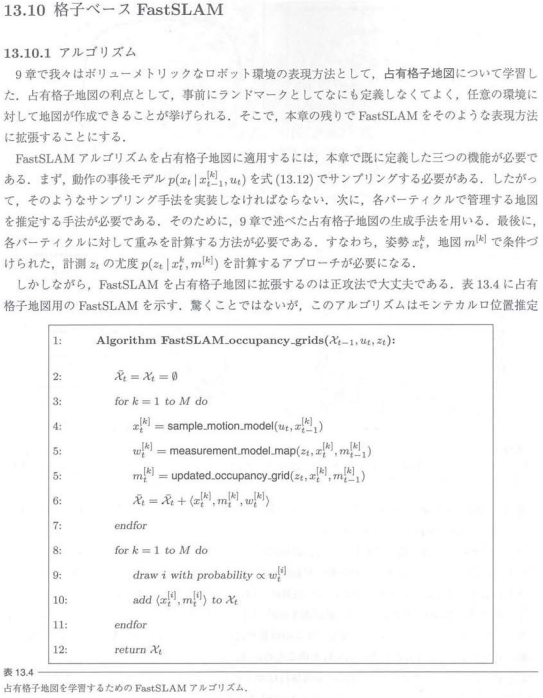 13.10 格子ベース FastSLAM
13.10.1 アルゴリズム
9章で我々はボリューメトリックなロボット環境の表現方法として，占有格子地図について学習し
た．占有格子地図の利点として，事前にランドマークとしてなにも定義しなくてよく，任意の環境に
対して地図が作成できることが挙げられる．そこで，本章の残りで FastSLAM をそのような表現方法
に拡張することにする．
FastSLAM アルゴリズムを占有格子地図に適用するには，本章で既に定義した三つの機能が必要で
ある．まず，動作の事後モデル p(x_t | x_{t-1}^{[k]}, u_t) を式 (13.12) でサンプリングする必要がある．したがっ
て，そのようなサンプリング手法を実装しなければならない．次に，各パーティクルで管理する地図
を推定する手法が必要である．そのために，9章で述べた占有格子地図の生成手法を用いる．最後に，
各パーティクルに対して重みを計算する方法が必要である．すなわち，姿勢 x_t^k，地図 m^{[k]} で条件づ
けられた，計測 z_t の尤度 p(z_t | x_t^k, m^{[k]}) を計算するアプローチが必要になる．
しかしながら，FastSLAM を占有格子地図に拡張するのは正攻法で大丈夫である．表 13.4 に占有
格子地図用の FastSLAM を示す．驚くことではないが，このアルゴリズムはモンテカルロ位置推定
1: Algorithm FastSLAM_occupancy_grids(X_{t-1}, u_t, z_t):
2: X̄_t = X_t = ∅
3: for k = 1 to M do
4: x_t^{[k]} = sample_motion_model(u_t, x_{t-1}^{[k]})
5: w_t^{[k]} = measurement_model_map(z_t, x_t^{[k]}, m_{t-1}^{[k]})
5: m_t^{[k]} = updated_occupancy_grid(z_t, x_t^{[k]}, m_{t-1}^{[k]})
6: X̄_t = X̄_t + ⟨x_t^{[k]}, m_t^{[k]}, w_t^{[k]}⟩
7: endfor
8: for k = 1 to M do
9: draw i with probability ∝ w_t^{[i]}
10: add ⟨x_t^{[i]}, m_t^{[i]}⟩ to X_t
11: endfor
12: return X_t
表 13.4
占有格子地図を学習するための FastSLAM アルゴリズム．